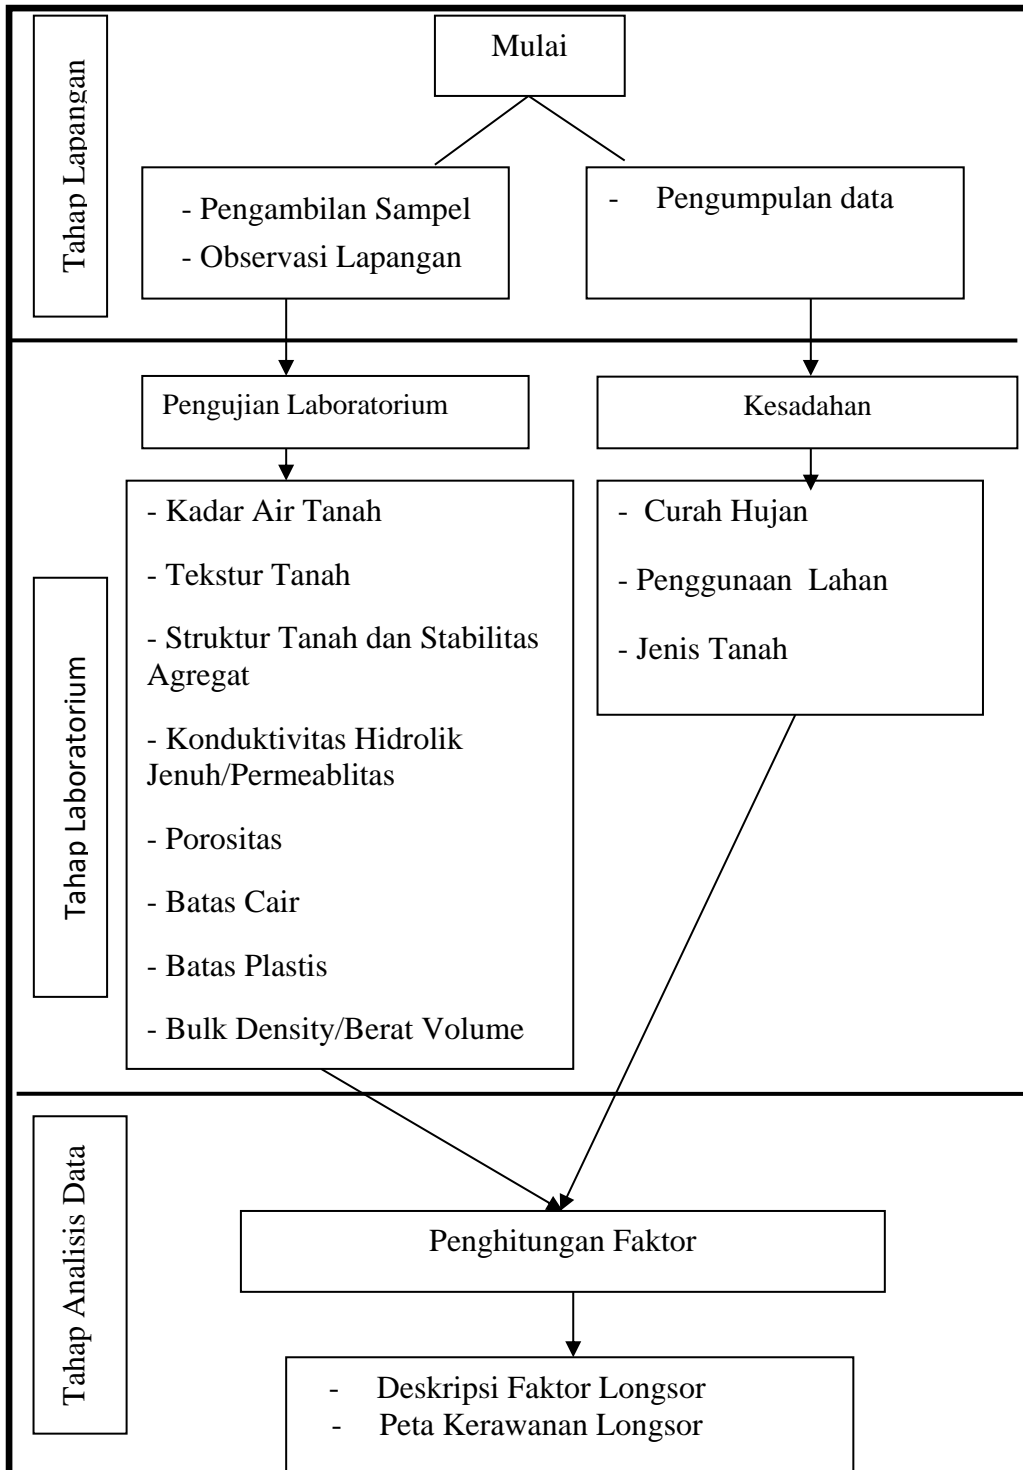 Tahap Lapangan
Mulai
- Pengambilan Sampel
- Observasi Lapangan
- Pengumpulan data
Tahap Laboratorium
Pengujian Laboratorium
Kesadahan
- Kadar Air Tanah
- Tekstur Tanah
- Struktur Tanah dan Stabilitas
Agregat
- Konduktivitas Hidrolik
Jenuh/Permeablitas
- Porositas
- Batas Cair
- Batas Plastis
- Bulk Density/Berat Volume
- Curah Hujan
- Penggunaan Lahan
- Jenis Tanah
Tahap Analisis Data
Penghitungan Faktor
- Deskripsi Faktor Longsor
- Peta Kerawanan Longsor